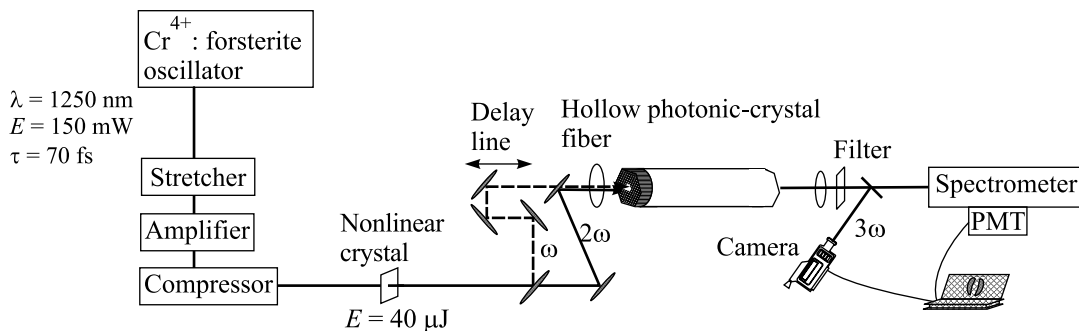 Cr⁴⁺: forsterite
oscillator
λ = 1250 nm
E = 150 mW
τ = 70 fs
Stretcher
Amplifier
Compressor
Nonlinear
crystal
E = 40 μJ
Delay
line
ω
2ω
Hollow photonic-crystal
fiber
Filter
3ω
Camera
Spectrometer
PMT